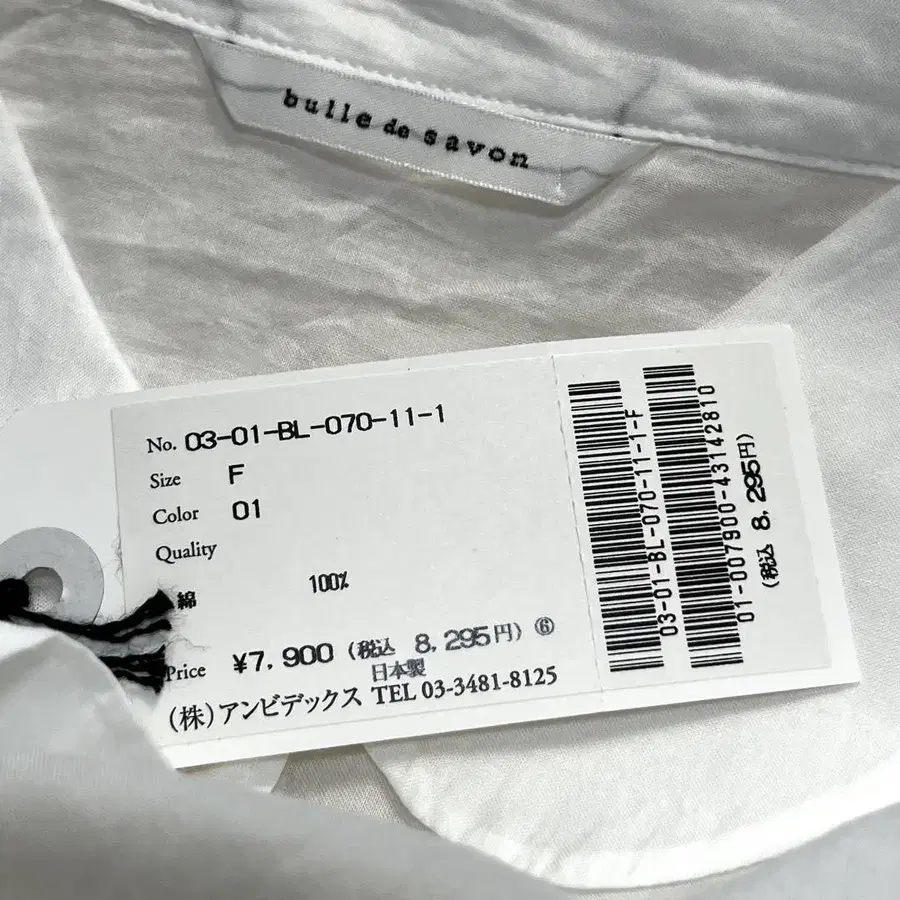 bulle de savon
No. 03-01-BL-070-11-1
Size F
Color 01
Quality
綿 100%
Price ¥7,900 (税込 8,295円) ⑥
日本製
(株)アンビデックス TEL 03-3481-8125
03-01-BL-070-11-1-F
01-007900-43142810
(税込 8,295円)